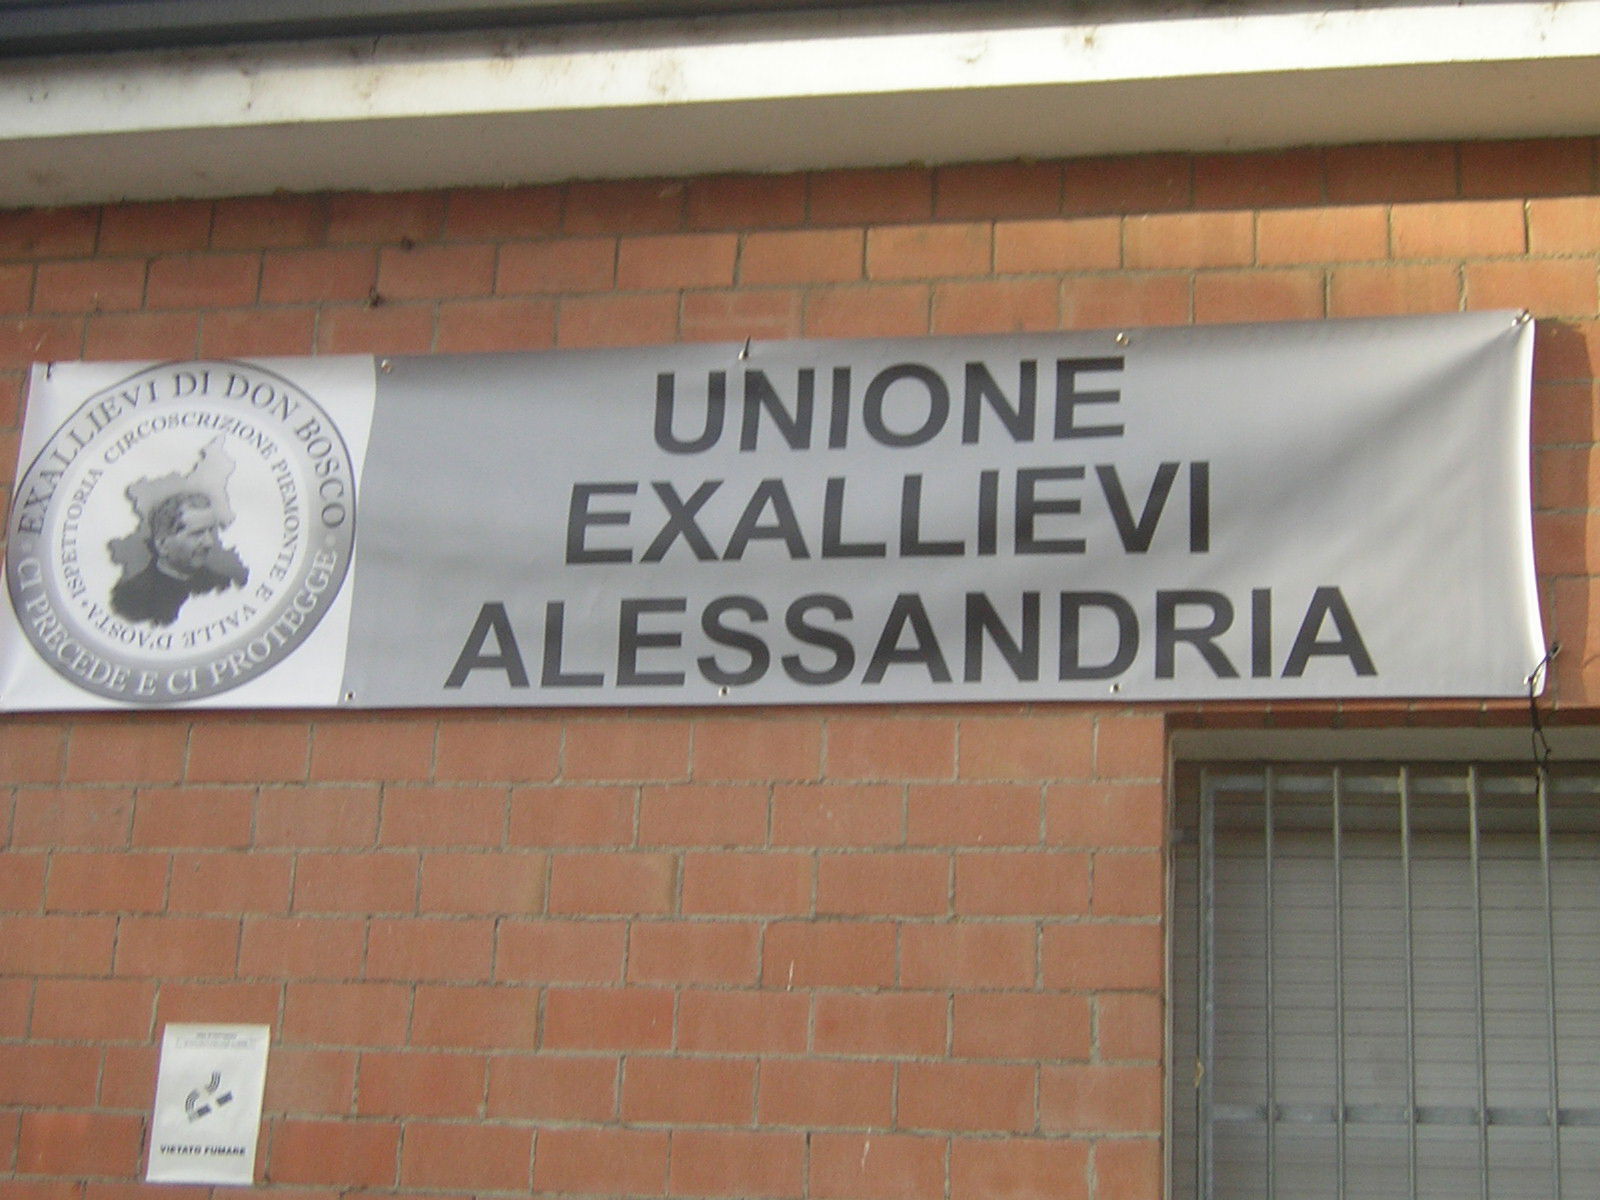 EXALLIEVI DI DON BOSCO
ISPETTORIA CIRCOSCRIZIONE PIEMONTE E VALLE D'AOSTA
CI PRECEDE E CI PROTEGGE
UNIONE
EXALLIEVI
ALESSANDRIA
VIETATO FUMARE